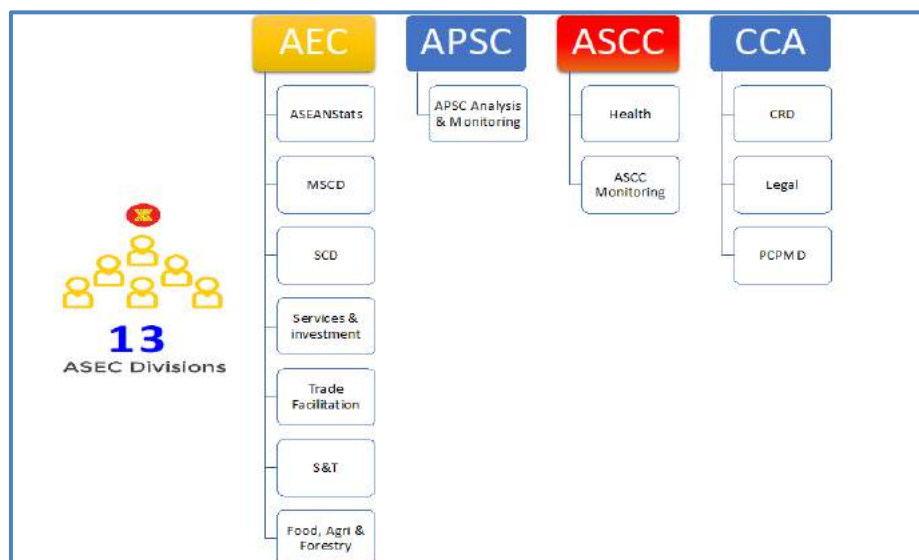 AEC
ASEANStats
MSCD
SCD
Services &
investment
Trade
Facilitation
S&T
Food, Agri &
Forestry
APSC
APSC Analysis
& Monitoring
ASCC
Health
ASCC
Monitoring
CCA
CRD
Legal
PCPMD
13
ASEC Divisions